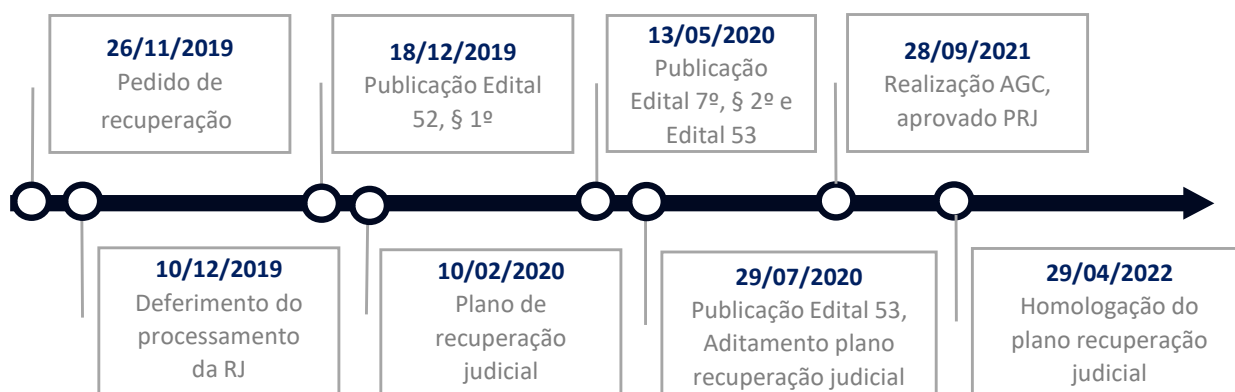 26/11/2019
Pedido de
recuperação
18/12/2019
Publicação Edital
52, § 1º
13/05/2020
Publicação
Edital 7º, § 2º e
Edital 53
28/09/2021
Realização AGC,
aprovado PRJ
10/12/2019
Deferimento do
processamento
da RJ
10/02/2020
Plano de
recuperação
judicial
29/07/2020
Publicação Edital 53,
Aditamento plano
recuperação judicial
29/04/2022
Homologação do
plano recuperação
judicial